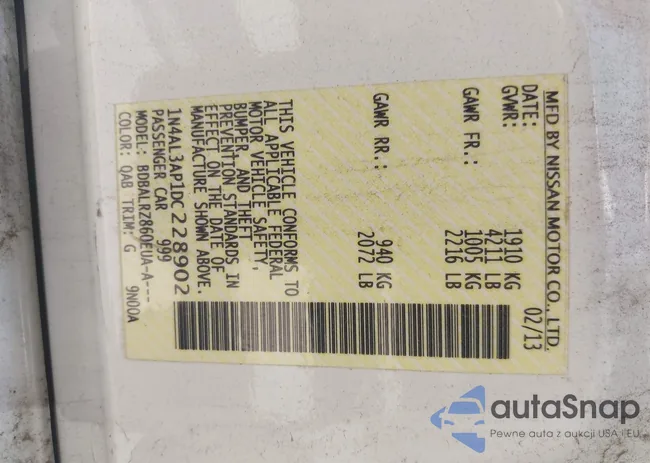 MFD BY NISSAN MOTOR CO., LTD.
DATE: 02/13
GVWR: 1910 KG
4211 LB
GAWR FR.: 1005 KG
2216 LB
GAWR RR.: 940 KG
2072 LB
THIS VEHICLE CONFORMS TO
ALL APPLICABLE FEDERAL
MOTOR VEHICLE SAFETY,
BUMPER, AND THEFT
PREVENTION STANDARDS IN
EFFECT ON THE DATE OF
MANUFACTURE SHOWN ABOVE.
1N4AL3AP1DC228902
PASSENGER CAR 999
MODEL: BDBALRZ860EUA-A---
COLOR: QAB TRIM: G 9N00A
autaSnap
Pewne auta z aukcji USA i EU